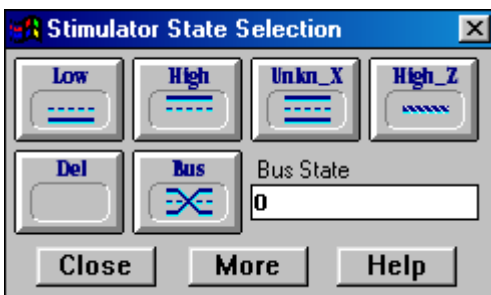 Stimulator State Selection
Low High Unkn_X High_Z
Del Bus Bus State
0
Close More Help